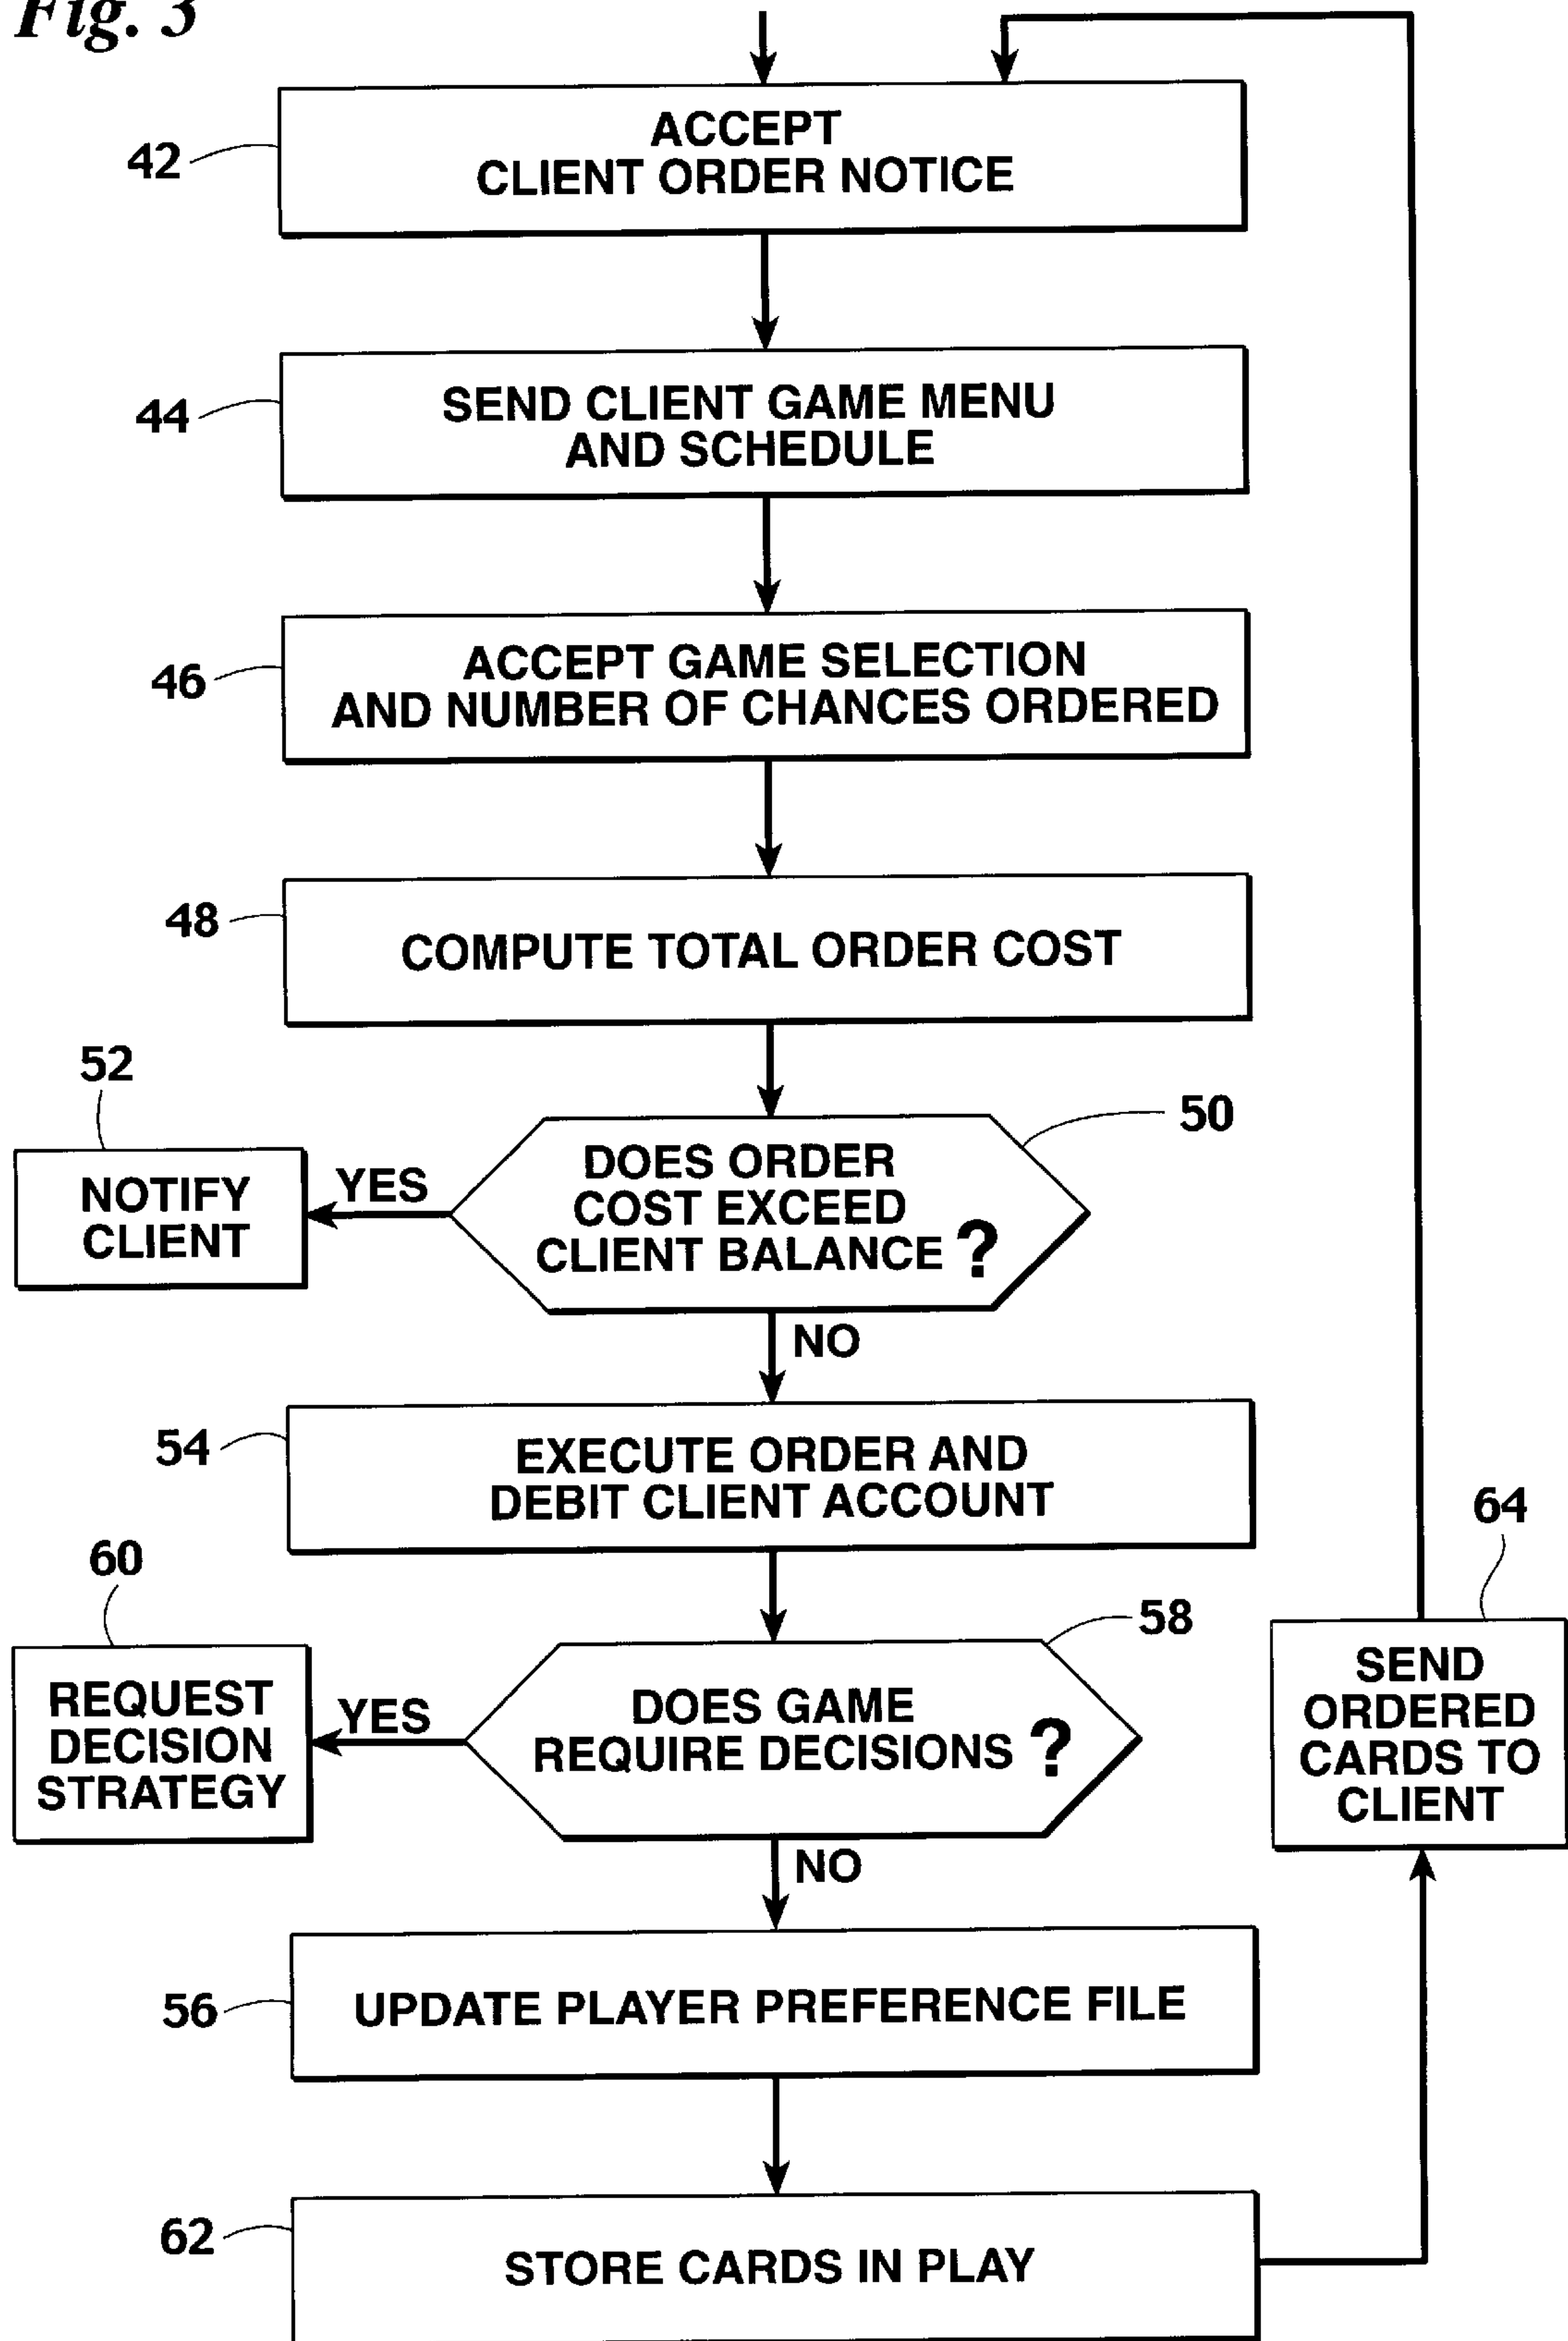 Fig. 3
42
ACCEPT
CLIENT ORDER NOTICE
44
SEND CLIENT GAME MENU
AND SCHEDULE
46
ACCEPT GAME SELECTION
AND NUMBER OF CHANCES ORDERED
48
COMPUTE TOTAL ORDER COST
52
NOTIFY
CLIENT
YES
50
DOES ORDER
COST EXCEED
CLIENT BALANCE ?
NO
54
EXECUTE ORDER AND
DEBIT CLIENT ACCOUNT
60
REQUEST
DECISION
STRATEGY
YES
58
DOES GAME
REQUIRE DECISIONS ?
NO
64
SEND
ORDERED
CARDS TO
CLIENT
56
UPDATE PLAYER PREFERENCE FILE
62
STORE CARDS IN PLAY